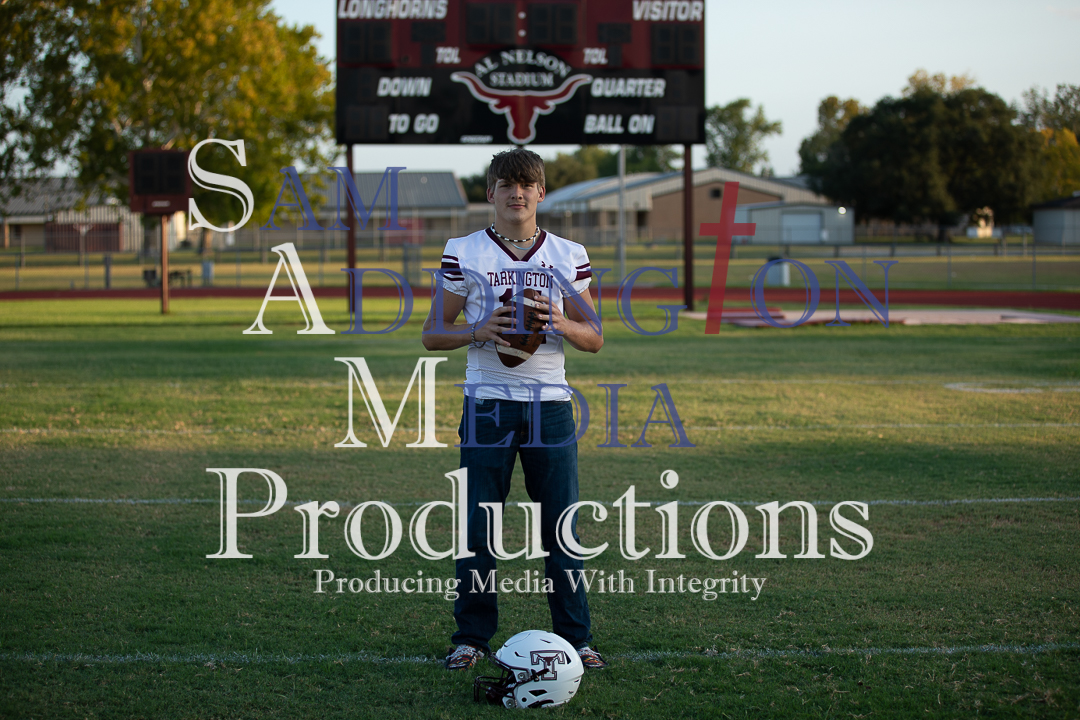 LONGHORNS VISITOR
TOL TOL
AL NELSON
STADIUM
DOWN QUARTER
TO GO BALL ON
SAM
ADDINGTON
TARKINGTON
MEDIA
Productions
Producing Media With Integrity
T